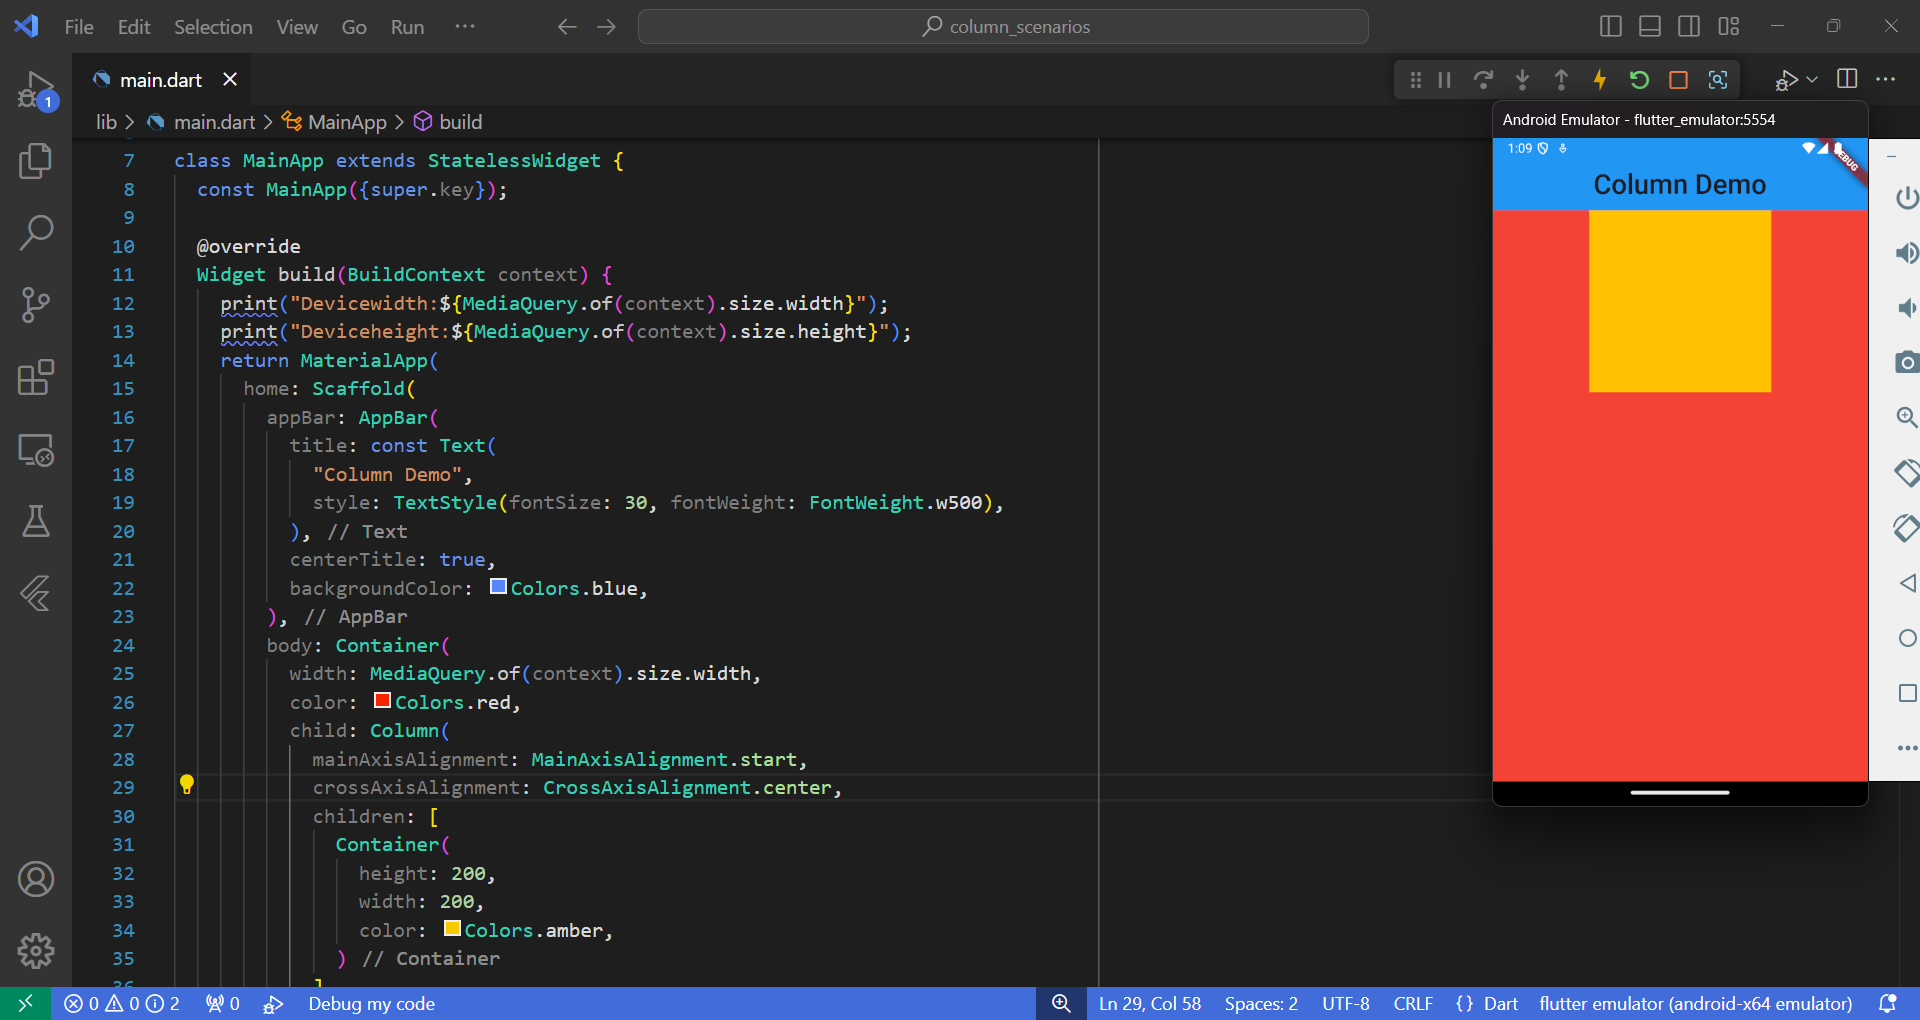 File Edit Selection View Go Run ···
column_scenarios
1
main.dart
lib > main.dart > MainApp > build
7 class MainApp extends StatelessWidget {
8 const MainApp({super.key});
9
10 @override
11 Widget build(BuildContext context) {
12 print("Devicewidth:${MediaQuery.of(context).size.width}");
13 print("Deviceheight:${MediaQuery.of(context).size.height}");
14 return MaterialApp(
15 home: Scaffold(
16 appBar: AppBar(
17 title: const Text(
18 "Column Demo",
19 style: TextStyle(fontSize: 30, fontWeight: FontWeight.w500),
20 ), // Text
21 centerTitle: true,
22 backgroundColor: Colors.blue,
23 ), // AppBar
24 body: Container(
25 width: MediaQuery.of(context).size.width,
26 color: Colors.red,
27 child: Column(
28 mainAxisAlignment: MainAxisAlignment.start,
29 crossAxisAlignment: CrossAxisAlignment.center,
30 children: [
31 Container(
32 height: 200,
33 width: 200,
34 color: Colors.amber,
35 ) // Container
36 ]
Android Emulator - flutter_emulator:5554
1:09
DEBUG
Column Demo
0 0 2 0 Debug my code
Ln 29, Col 58 Spaces: 2 UTF-8 CRLF {} Dart flutter emulator (android-x64 emulator)